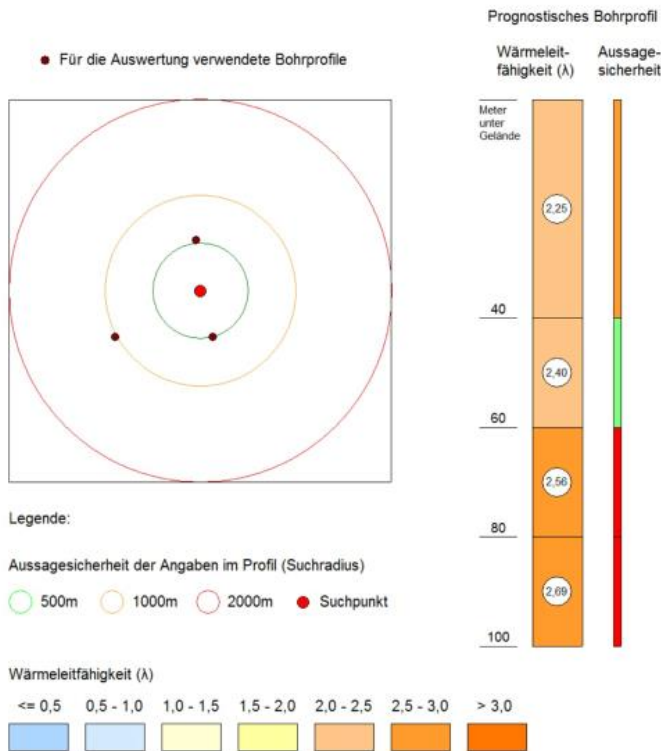 Prognostisches Bohrprofil
Für die Auswertung verwendete Bohrprofile
Wärmeleit-
fähigkeit (λ)
Aussage-
sicherheit
Meter
unter
Gelände
2,25
40
2,40
60
2,56
80
2,69
100
Legende:
Aussagesicherheit der Angaben im Profil (Suchradius)
500m 1000m 2000m Suchpunkt
Wärmeleitfähigkeit (λ)
<= 0,5 0,5 - 1,0 1,0 - 1,5 1,5 - 2,0 2,0 - 2,5 2,5 - 3,0 > 3,0